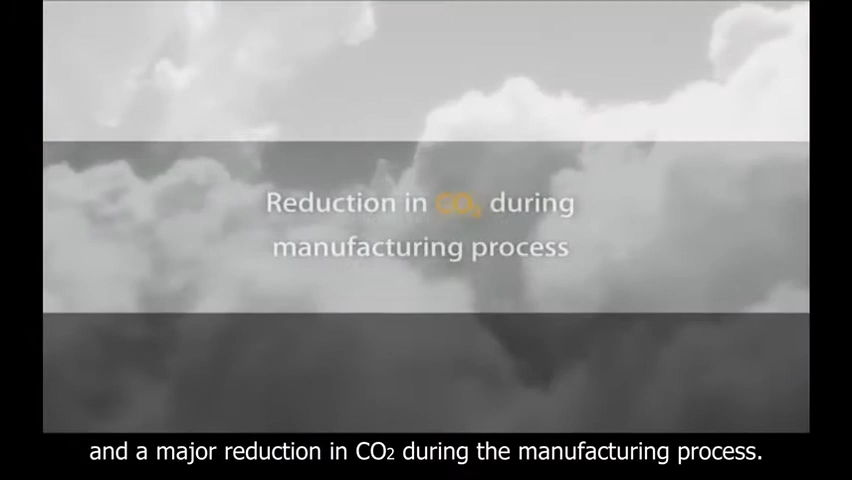 Reduction in CO₂ during
manufacturing process
and a major reduction in CO₂ during the manufacturing process.